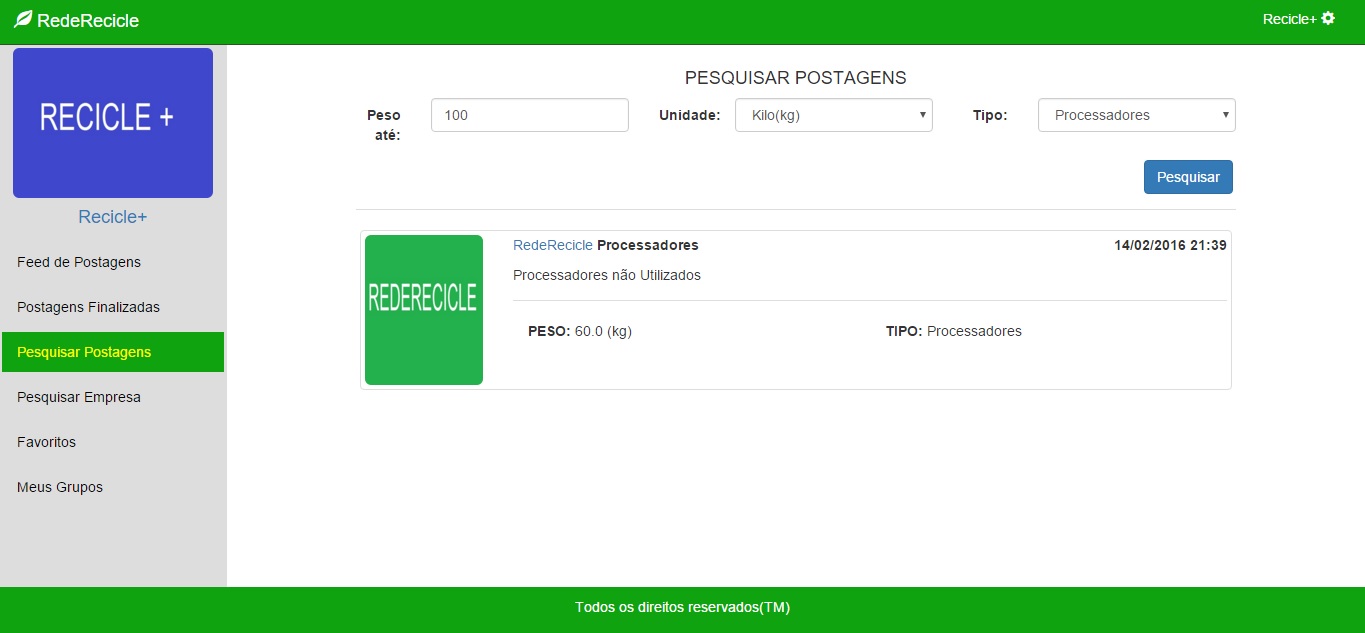 RedeRecicle
Recicle+
RECICLE +
Recicle+
Feed de Postagens
Postagens Finalizadas
Pesquisar Postagens
Pesquisar Empresa
Favoritos
Meus Grupos
PESQUISAR POSTAGENS
Peso até:
100
Unidade:
Kilo(kg)
Tipo:
Processadores
Pesquisar
REDERECICLE
RedeRecicle Processadores
14/02/2016 21:39
Processadores não Utilizados
PESO: 60.0 (kg)
TIPO: Processadores
Todos os direitos reservados(TM)